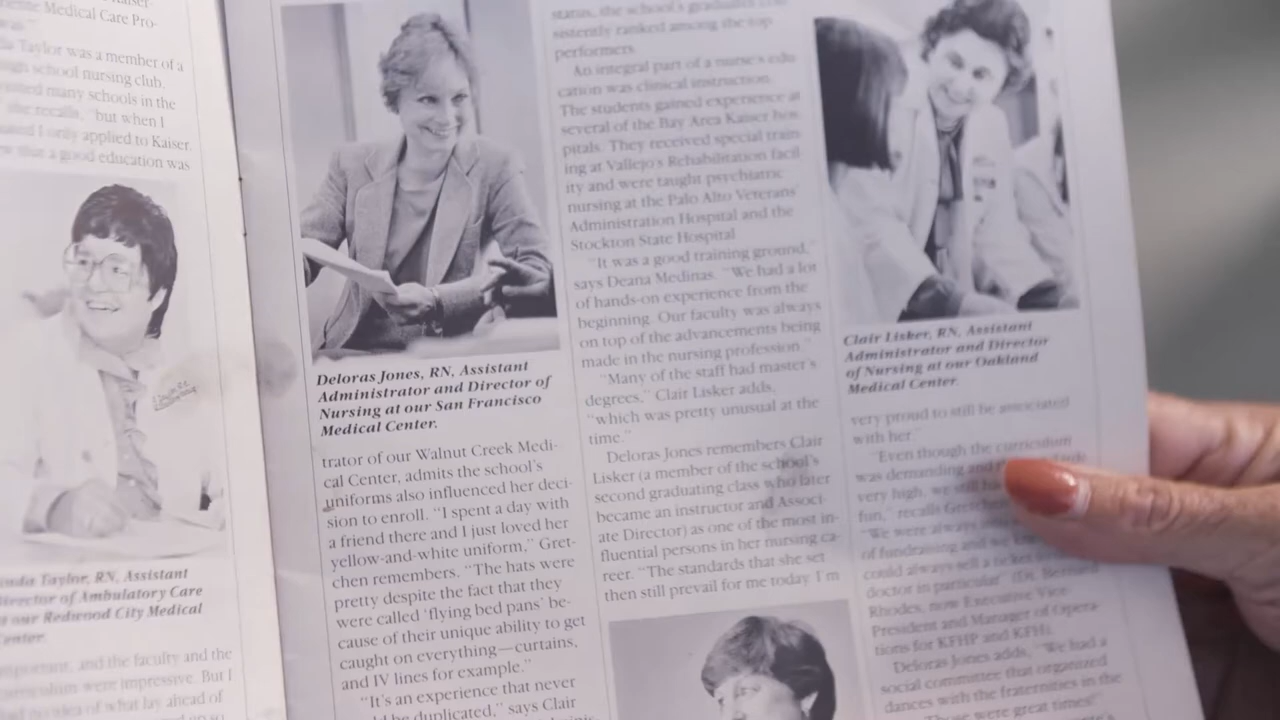 Medical Care Pro-
Taylor was a member of a
school nursing club.
many schools in the
she recalls, "but when I
I only applied to Kaiser.
that a good education was
Taylor, RN, Assistant
Director of Ambulatory Care
our Redwood City Medical
Center.
important, and the faculty and the
were impressive. But I
of what lay ahead of
Deloras Jones, RN, Assistant
Administrator and Director of
Nursing at our San Francisco
Medical Center.
trator of our Walnut Creek Medi-
cal Center, admits the school's
uniforms also influenced her deci-
sion to enroll. "I spent a day with
a friend there and I just loved her
yellow-and-white uniform," Gret-
chen remembers. "The hats were
pretty despite the fact that they
were called 'flying bed pans' be-
cause of their unique ability to get
caught on everything—curtains,
and IV lines for example."
"It's an experience that never
be duplicated," says Clair
status, the school's graduates
sistently ranked among the top
performers.
An integral part of a nurse's edu
cation was clinical instruction.
The students gained experience at
several of the Bay Area Kaiser hos
pitals. They received special train
ing at Vallejo's Rehabilitation facil
ity and were taught psychiatric
nursing at the Palo Alto Veterans
Administration Hospital and the
Stockton State Hospital
"It was a good training ground,"
says Deana Medinas. "We had a lot
of hands-on experience from the
beginning. Our faculty was always
on top of the advancements being
made in the nursing profession."
"Many of the staff had master's
degrees," Clair Lisker adds,
"which was pretty unusual at the
time."
Deloras Jones remembers Clair
Lisker (a member of the school's
second graduating class who later
became an instructor and Associ-
ate Director) as one of the most in-
fluential persons in her nursing ca-
reer. "The standards that she set
then still prevail for me today. I'm
Clair Lisker, RN, Assistant
Administrator and Director
of Nursing at our Oakland
Medical Center.
very proud to still be associated
with her."
"Even though the curriculum
was demanding and
very high, we still
fun," recalls
"We were always
of fundraising and we
could always sell a ticket
doctor in particular (Dr. Bernard
Rhodes, now Executive Vice-
President and Manager of Opera-
tions for KFHP and KFH).
Deloras Jones adds, "We had a
social committee that organized
dances with the fraternities in the
Those were great times!"